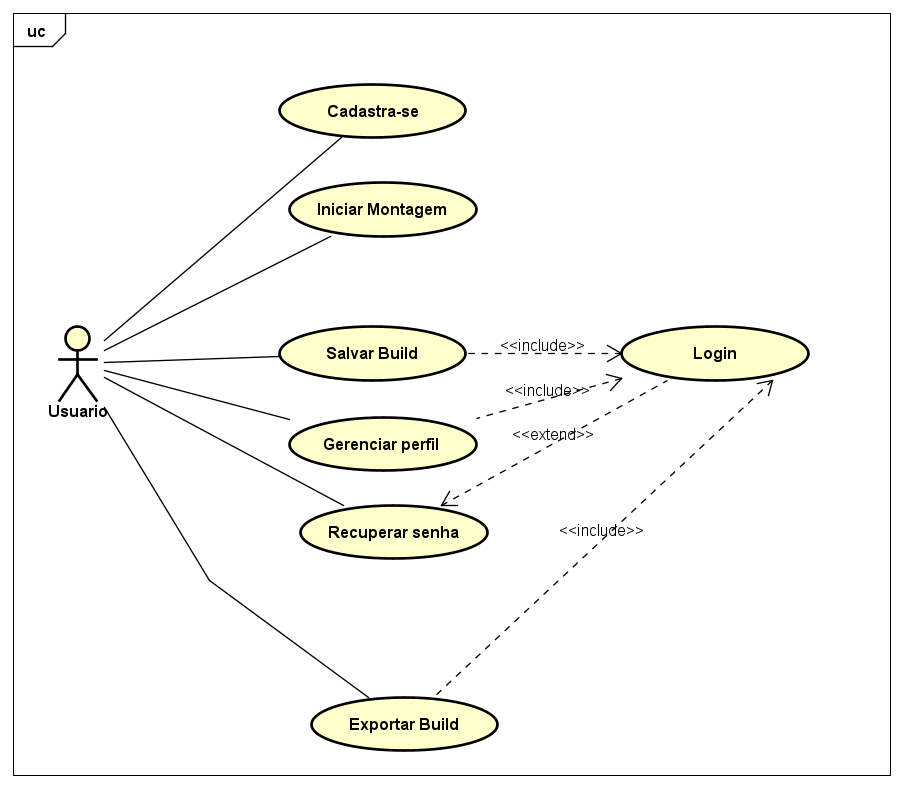 uc
Cadastra-se
Iniciar Montagem
Salvar Build
<<include>>
Login
Usuario
<<include>>
Gerenciar perfil
<<extend>>
Recuperar senha
<<include>>
Exportar Build